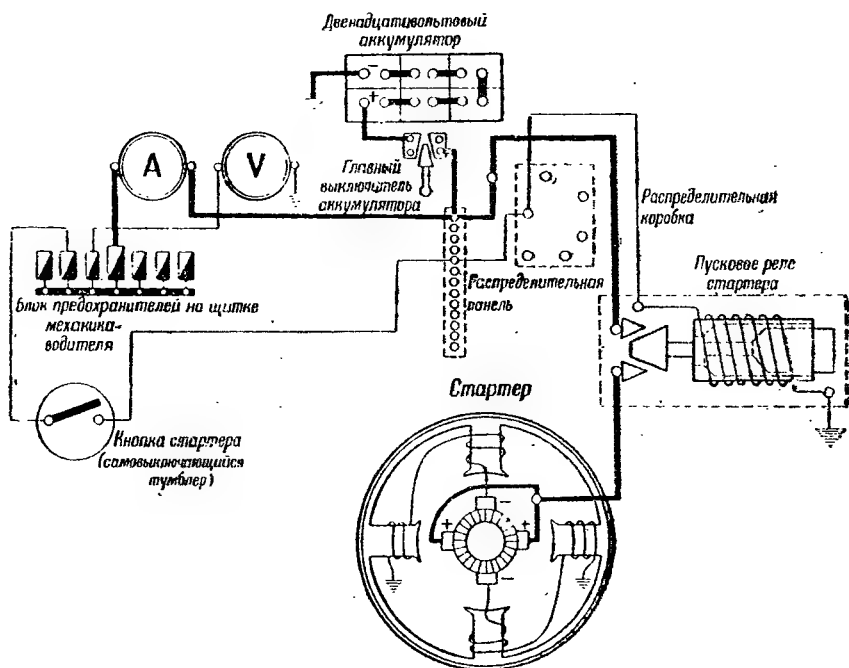 Двенадцативольтовый
аккумулятор
−
+
A
V
Главный
выключатель
аккумулятора
Распределительная
коробка
Распределительная
панель
Пусковое реле
стартера
Блок предохранителей на щитке
механика-
водителя
Стартер
Кнопка стартера
(самовыключающийся
тумблер)
−
+
+
−